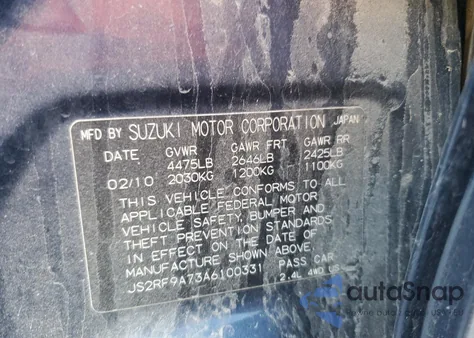 MFD BY SUZUKI MOTOR CORPORATION JAPAN
DATE GVWR GAWR FRT GAWR RR
4475LB 2646LB 2425LB
02/10 2030KG 1200KG 1100KG
THIS VEHICLE CONFORMS TO ALL
APPLICABLE FEDERAL MOTOR
VEHICLE SAFETY, BUMPER AND
THEFT PREVENTION STANDARDS
IN EFFECT ON THE DATE OF
MANUFACTURE SHOWN ABOVE.
JS2RF9A73A6100331 PASS CAR
2.4L 4WD US
autoSnap